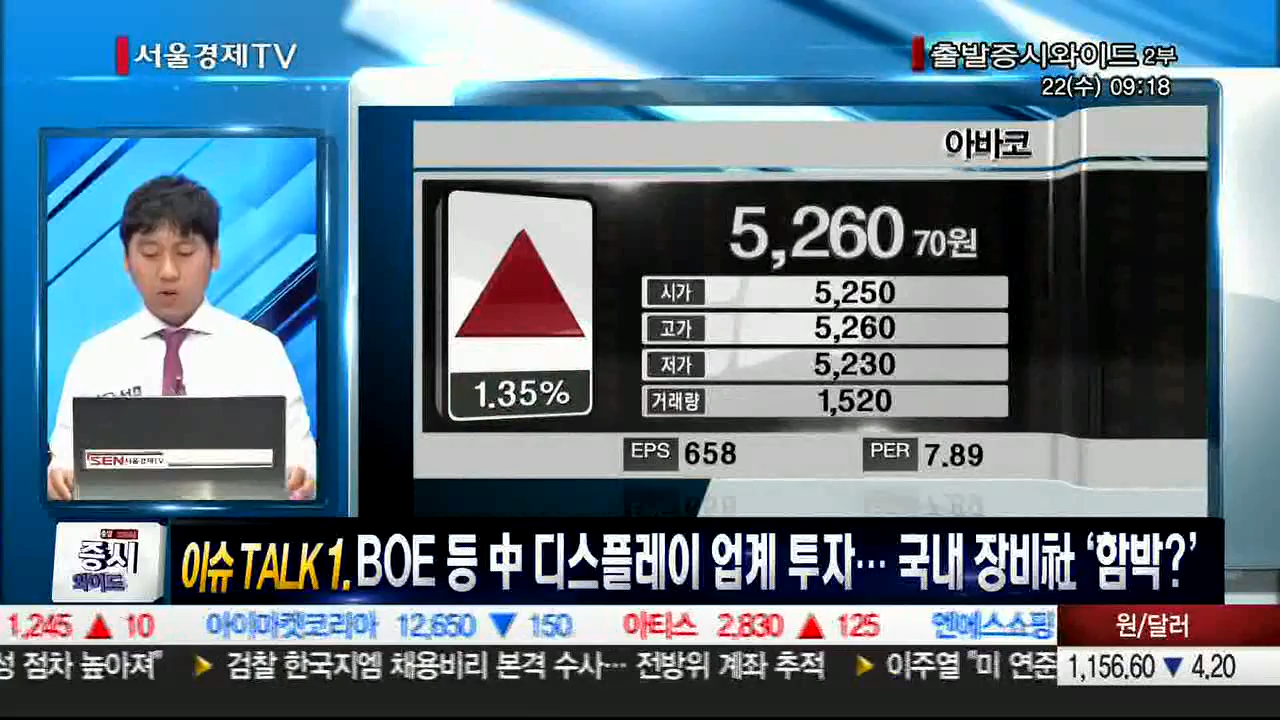 서울경제TV
출발증시와이드 2부
22(수) 09:18
아바코
5,260 70원
1.35%
시가 5,250
고가 5,260
저가 5,230
거래량 1,520
EPS 658
PER 7.89
SEN 서울경제TV
증시
와이드
이슈 TALK 1. BOE 등 中 디스플레이 업계 투자… 국내 장비社 ‘함박?’
1,245 ▲ 10 아이마켓코리아 12,650 ▼ 150 아티스 2,830 ▲ 125 엔에스쇼핑
원/달러
성 점차 높아져" ▶ 검찰 한국지엠 채용비리 본격 수사… 전방위 계좌 추적 ▶ 이주열 "미 연준
1,156.60 ▼ 4.20